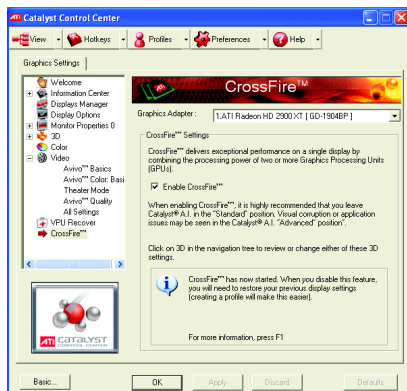 ATI Catalyst Control Center
View
Hotkeys
Profiles
Preferences
Help
Graphics Settings
Welcome
Information Center
Displays Manager
Display Options
Monitor Properties 0
3D
Color
Video
Avivo™ Basics
Avivo™ Color: Basi
Theater Mode
Avivo™ Quality
All Settings
VPU Recover
CrossFire™
CrossFire™
Graphics Adapter:
1.ATI Radeon HD 2900 XT [ GD-1904BP ]
CrossFire™ Settings
CrossFire™ delivers exceptional performance on a single display by
combining the processing power of two or more Graphics Processing Units
(GPUs).
Enable CrossFire™
When enabling CrossFire™, it is highly recommended that you leave
Catalyst® A.I. in the "Standard" position. Visual corruption or application
issues may be seen in the Catalyst® A.I. "Advanced" position".
Click on 3D in the navigation tree to review or change either of these 3D
settings.
CrossFire™ has now started. When you disable this feature,
you will need to restore your previous display settings
(creating a profile will make this easier).
For more information, press F1
ATI CATALYST
CONTROL CENTER
Basic...
OK
Apply
Discard
Defaults